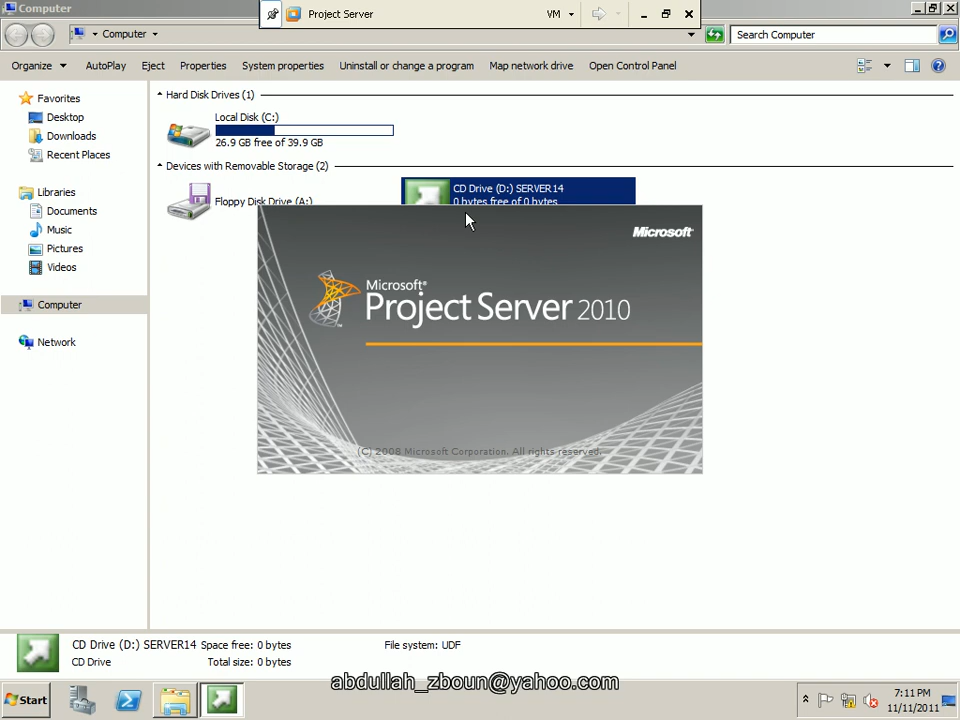 Computer
Project Server
VM
Computer
Search Computer
Organize
AutoPlay
Eject
Properties
System properties
Uninstall or change a program
Map network drive
Open Control Panel
Favorites
Desktop
Downloads
Recent Places
Libraries
Documents
Music
Pictures
Videos
Computer
Network
Hard Disk Drives (1)
Local Disk (C:)
26.9 GB free of 39.9 GB
Devices with Removable Storage (2)
Floppy Disk Drive (A:)
CD Drive (D:) SERVER14
0 bytes free of 0 bytes
Microsoft
Microsoft®
Project Server 2010
(C) 2008 Microsoft Corporation. All rights reserved.
CD Drive (D:) SERVER14 Space free: 0 bytes
File system: UDF
CD Drive
Total size: 0 bytes
abdullah_zboun@yahoo.com
Start
7:11 PM
11/11/2011